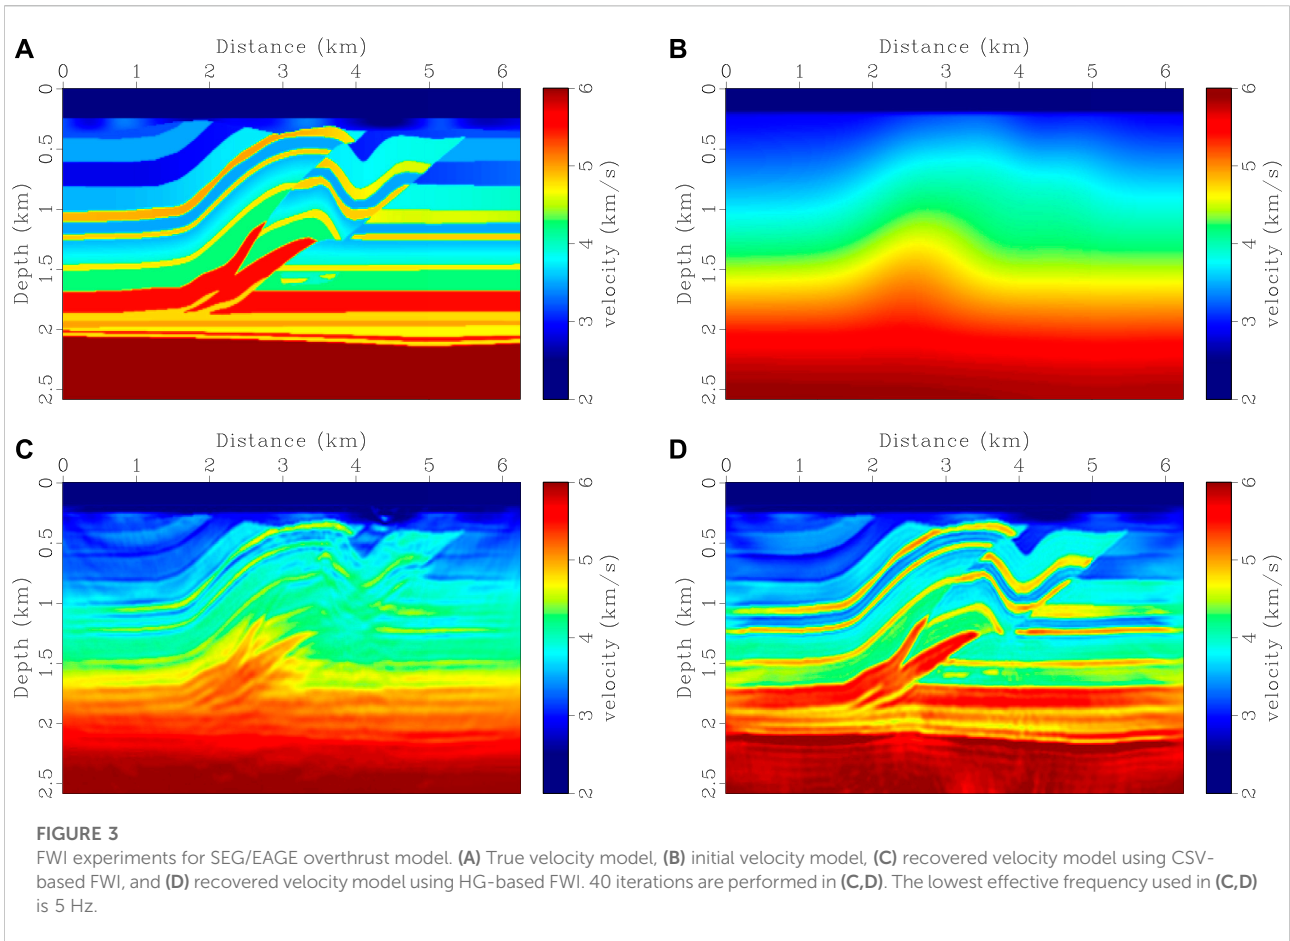 A
Distance (km)
0 1 2 3 4 5 6
0
0.5
1
1.5
2
2.5
Depth (km)
6
5
4
3
2
velocity (km/s)
B
Distance (km)
0 1 2 3 4 5 6
0
0.5
1
1.5
2
2.5
Depth (km)
6
5
4
3
2
velocity (km/s)
C
Distance (km)
0 1 2 3 4 5 6
0
0.5
1
1.5
2
2.5
Depth (km)
6
5
4
3
2
velocity (km/s)
D
Distance (km)
0 1 2 3 4 5 6
0
0.5
1
1.5
2
2.5
Depth (km)
6
5
4
3
2
velocity (km/s)
FIGURE 3
FWI experiments for SEG/EAGE overthrust model. (A) True velocity model, (B) initial velocity model, (C) recovered velocity model using CSV-
based FWI, and (D) recovered velocity model using HG-based FWI. 40 iterations are performed in (C,D). The lowest effective frequency used in (C,D)
is 5 Hz.